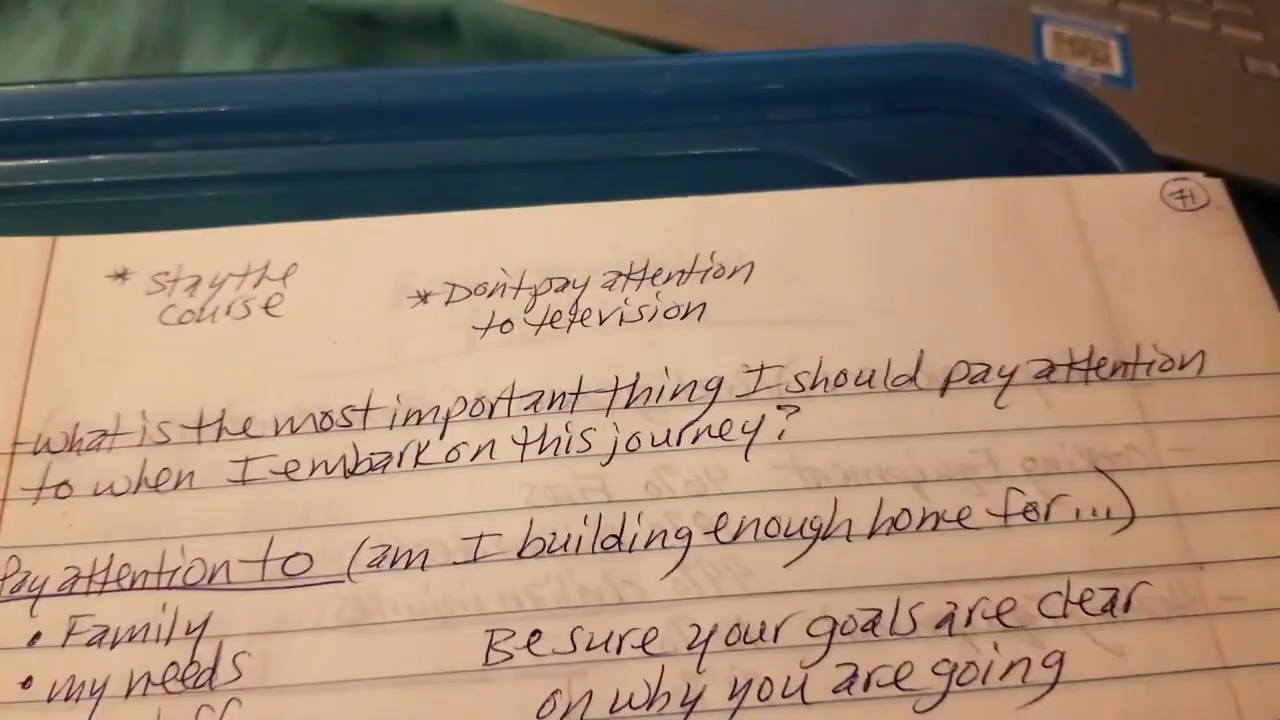 71
* Stay the
course
* Don't pay attention
to television
- What is the most important thing I should pay attention
to when I embark on this journey?
Pay attention to (am I building enough home for...)
• Family
• my needs
Be sure your goals are clear
on why you are going